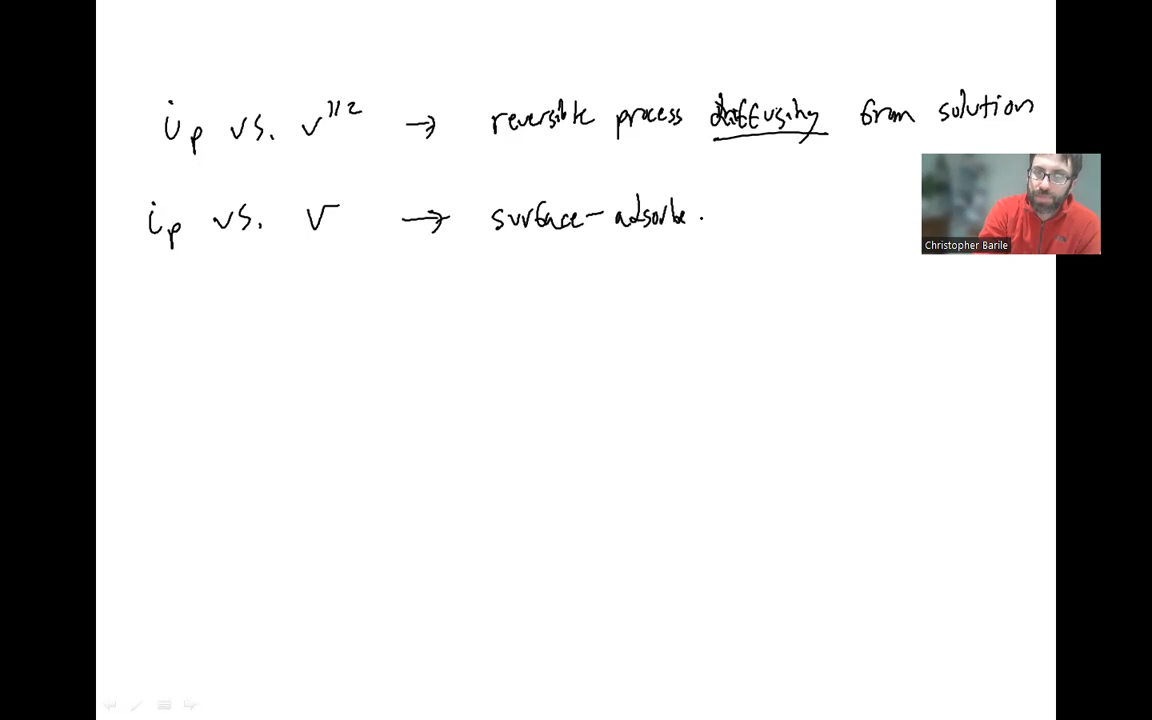 ip vs. v^1/2 → reversible process diffusing from solution
ip vs. v → surface-adsorbe
Christopher Barile